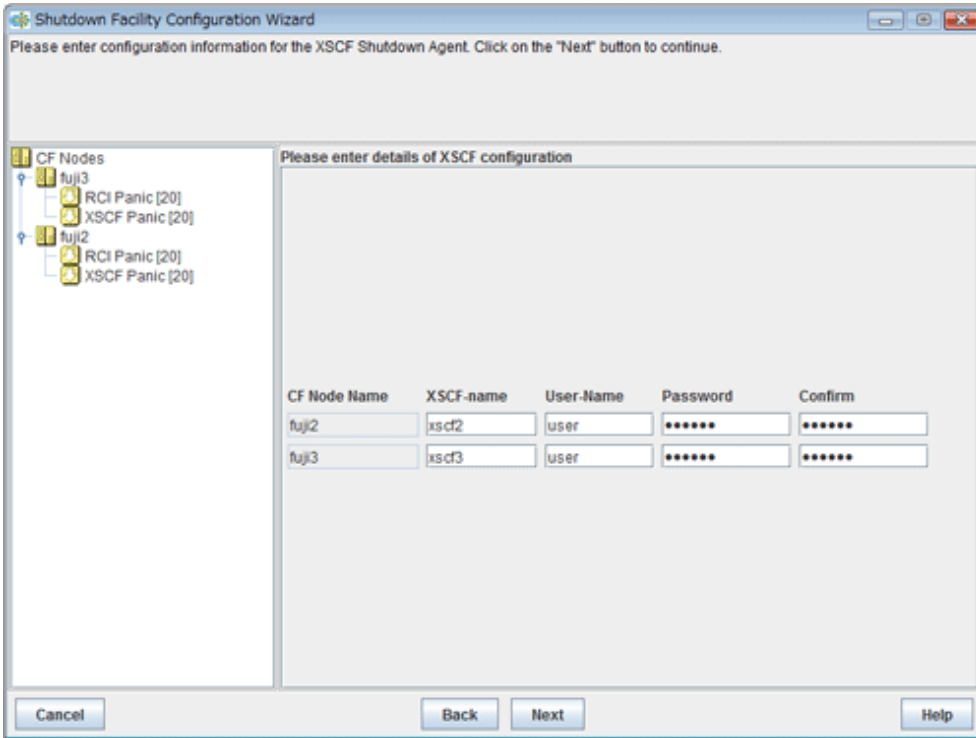 Shutdown Facility Configuration Wizard
Please enter configuration information for the XSCF Shutdown Agent. Click on the "Next" button to continue.
CF Nodes
fuji3
RCI Panic [20]
XSCF Panic [20]
fuji2
RCI Panic [20]
XSCF Panic [20]
Please enter details of XSCF configuration
CF Node Name XSCF-name User-Name Password Confirm
fuji2 xscf2 user ●●●●●● ●●●●●●
fuji3 xscf3 user ●●●●●● ●●●●●●
Cancel Back Next Help